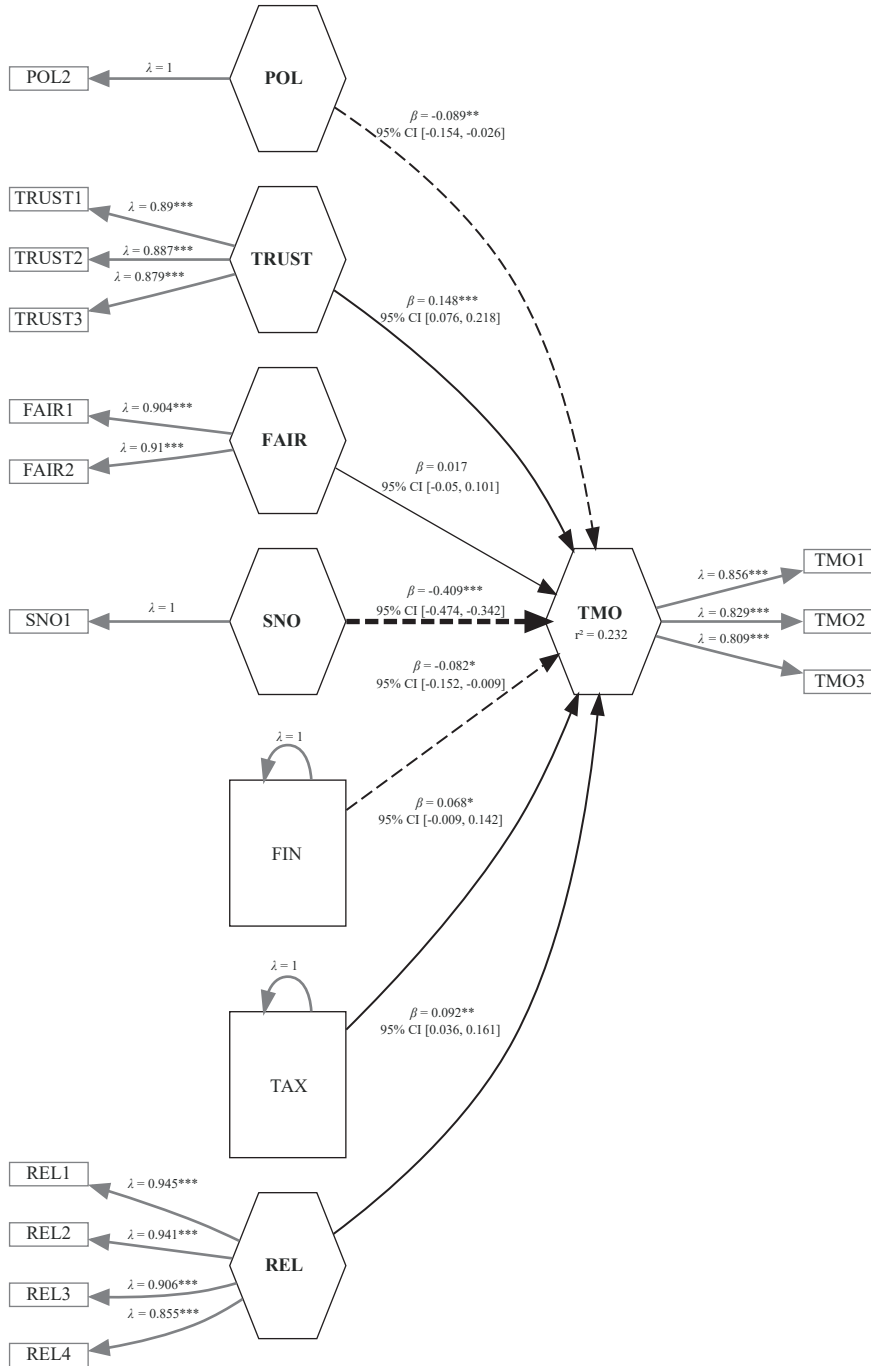 POL2
λ = 1
POL
β = -0.089**
95% CI [-0.154, -0.026]
TRUST1
λ = 0.89***
TRUST2
λ = 0.887***
TRUST
λ = 0.879***
TRUST3
β = 0.148***
95% CI [0.076, 0.218]
FAIR1
λ = 0.904***
FAIR
λ = 0.91***
FAIR2
β = 0.017
95% CI [-0.05, 0.101]
SNO1
λ = 1
SNO
β = -0.409***
95% CI [-0.474, -0.342]
TMO
r² = 0.232
λ = 0.856***
TMO1
λ = 0.829***
TMO2
λ = 0.809***
TMO3
β = -0.082*
95% CI [-0.152, -0.009]
λ = 1
FIN
β = 0.068*
95% CI [-0.009, 0.142]
λ = 1
TAX
β = 0.092**
95% CI [0.036, 0.161]
REL1
λ = 0.945***
REL2
λ = 0.941***
REL
REL3
λ = 0.906***
λ = 0.855***
REL4